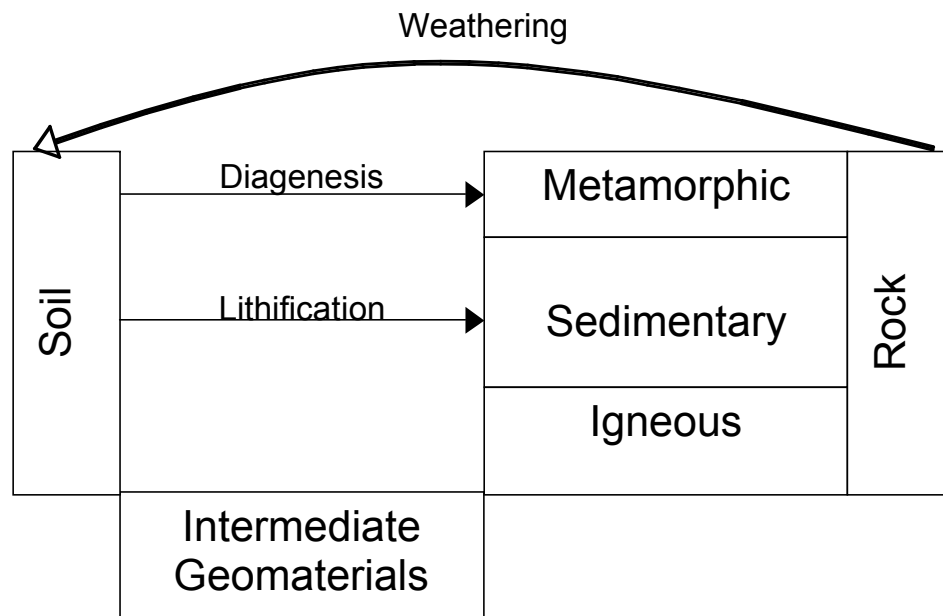 Weathering
Diagenesis
Metamorphic
Soil
Lithification
Sedimentary
Rock
Igneous
Intermediate
Geomaterials